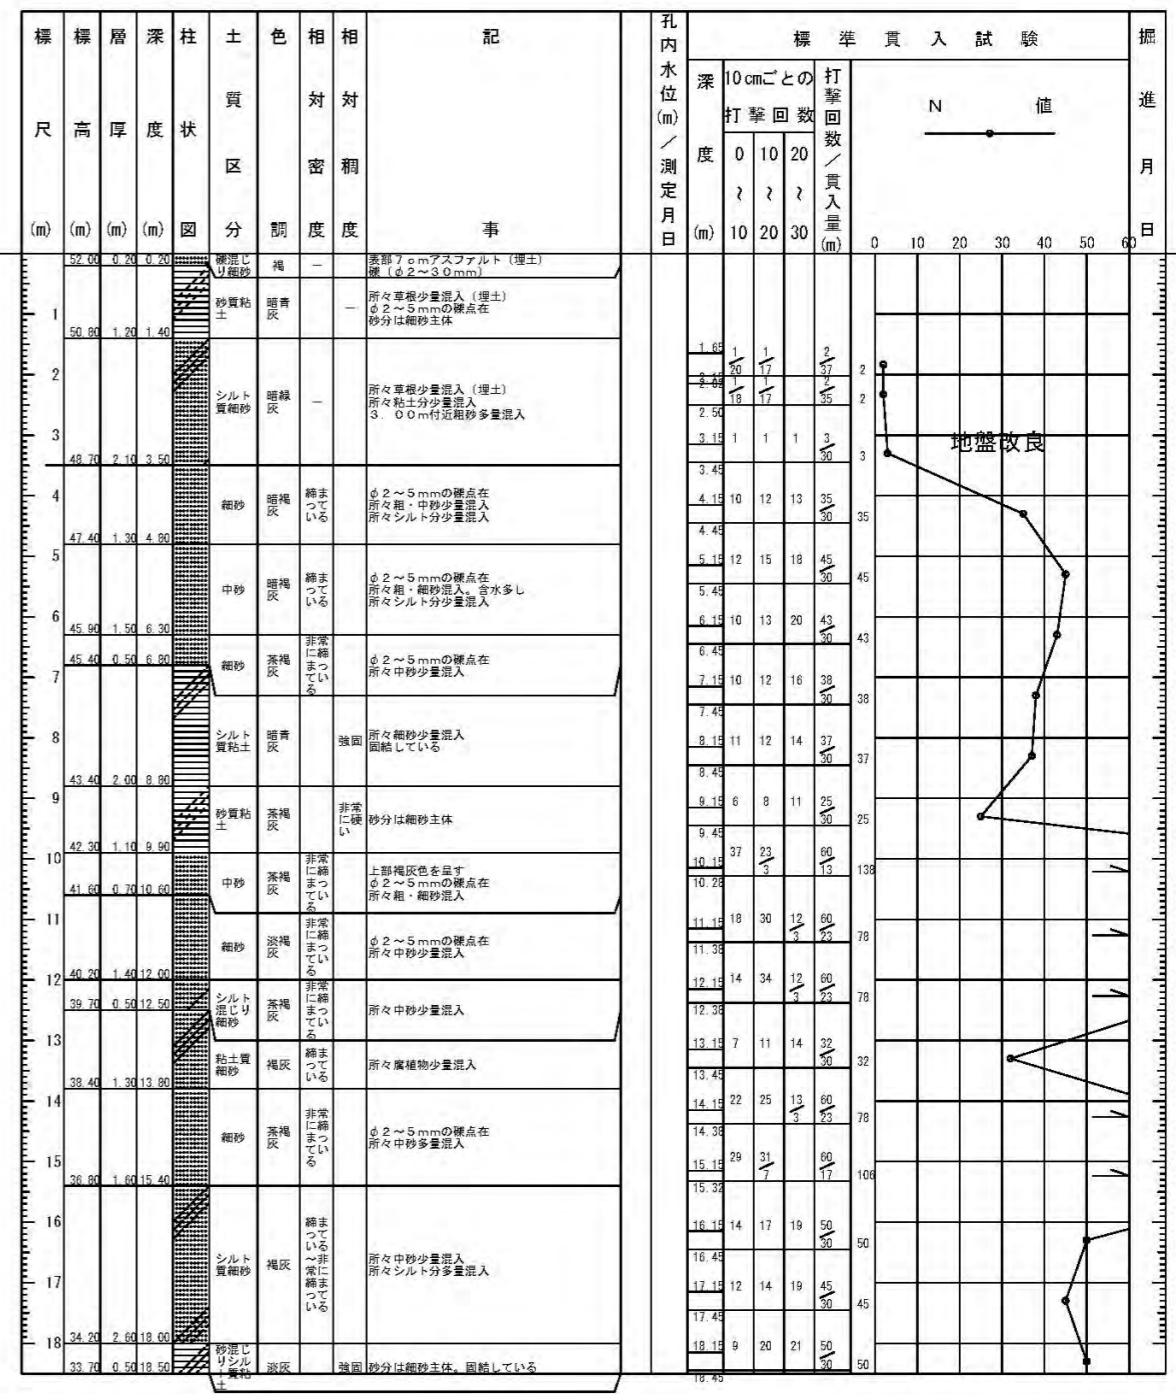 標尺(m)
標高(m)
層厚(m)
深度(m)
柱状図
土質区分
色調
相対密度
相対稠度
記事
孔内水位(m)/測定月日
標準貫入試験
深度(m)
10cmごとの打撃回数
0～10
10～20
20～30
打撃回数/貫入量(m)
N 値
0 10 20 30 40 50 60
掘進月日
52.00 0.20 0.20 礫混じり細砂 褐 －
表部7cmアスファルト（埋土）
礫（φ2～30mm）
50.80 1.20 1.40 砂質粘土 暗青灰 －
所々草根少量混入（埋土）
φ2～5mmの礫点在
砂分は細砂主体
48.70 2.10 3.50 シルト質細砂 暗緑灰 －
所々草根少量混入（埋土）
所々粘土分少量混入
3.00m付近粗砂多量混入
47.40 1.30 4.80 細砂 暗褐灰 締まっている
φ2～5mmの礫点在
所々粗・中砂少量混入
所々シルト分少量混入
45.90 1.50 6.30 中砂 暗褐灰 締まっている
φ2～5mmの礫点在
所々粗・細砂混入。含水多し
所々シルト分少量混入
45.40 0.50 6.80 細砂 茶褐灰 非常に締まっている
φ2～5mmの礫点在
所々中砂少量混入
43.40 2.00 8.80 シルト質粘土 暗青灰 強固
所々細砂少量混入
固結している
42.30 1.10 9.90 砂質粘土 茶褐灰 非常に硬い
砂分は細砂主体
41.60 0.70 10.60 中砂 茶褐灰 非常に締まっている
上部褐灰色を呈す
φ2～5mmの礫点在
所々粗・細砂混入
40.20 1.40 12.00 細砂 淡褐灰 非常に締まっている
φ2～5mmの礫点在
所々中砂少量混入
39.70 0.50 12.50 シルト混じり細砂 茶褐灰 非常に締まっている
所々中砂少量混入
38.40 1.30 13.80 粘土質細砂 褐灰 締まっている
所々腐植物少量混入
36.80 1.60 15.40 細砂 茶褐灰 非常に締まっている
φ2～5mmの礫点在
所々中砂多量混入
34.20 2.60 18.00 シルト質細砂 褐灰 締まっている～非常に締まっている
所々中砂少量混入
所々シルト分多量混入
33.70 0.50 18.50 砂混じりシルト質粘土 淡灰 強固
砂分は細砂主体。固結している
1
2
3
4
5
6
7
8
9
10
11
12
13
14
15
16
17
18
1.65 1/20 1/17 2/37 2
1/18 1/17 2/35 2
2.50
3.15 1 1 1 3/30 3
3.45
4.15 10 12 13 35/30 35
4.45
5.15 12 15 18 45/30 45
5.45
6.15 10 13 20 43/30 43
6.45
7.15 10 12 16 38/30 38
7.45
8.15 11 12 14 37/30 37
8.45
9.15 6 8 11 25/30 25
9.45
10.15 37 23/3 60/13 138
10.28
11.15 18 30 12/3 60/23 78
11.38
12.15 14 34 12/3 60/23 78
12.38
13.15 7 11 14 32/30 32
13.45
14.15 22 25 13/3 60/23 78
14.38
15.15 29 31/7 60/17 106
15.32
16.15 14 17 19 50/30 50
16.45
17.15 12 14 19 45/30 45
17.45
18.15 9 20 21 50/30 50
18.45
地盤改良